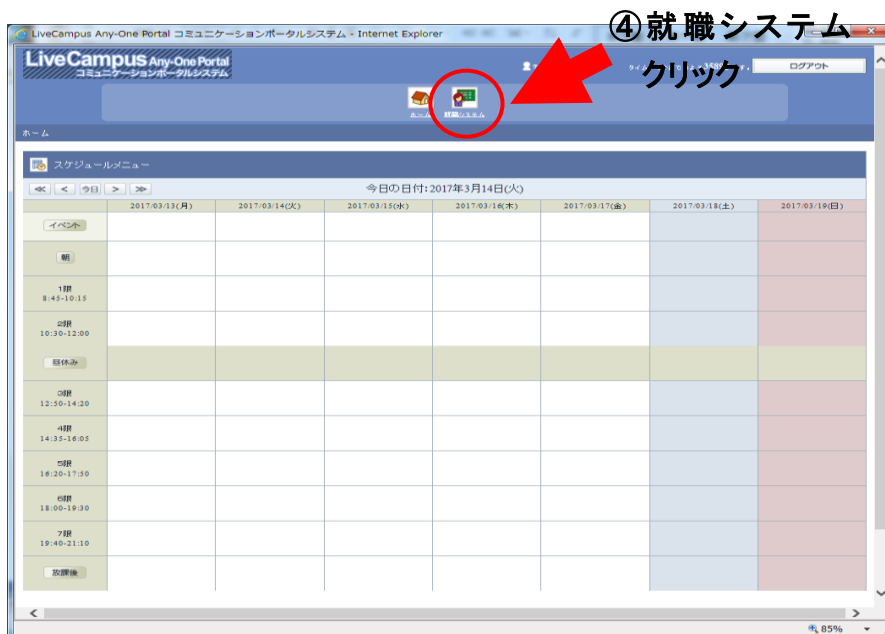 LiveCampus Any-One Portal コミュニケーションポータルシステム - Internet Explorer
④就職システム
クリック
LiveCampus Any-One Portal
コミュニケーションポータルシステム
ログアウト
ホーム 就職システム
ホーム
スケジュールメニュー
≪ < 今日 > ≫
今日の日付:2017年3月14日(火)
2017/03/13(月) 2017/03/14(火) 2017/03/15(水) 2017/03/16(木) 2017/03/17(金) 2017/03/18(土) 2017/03/19(日)
イベント
朝
1限
8:45-10:15
2限
10:30-12:00
昼休み
3限
12:50-14:20
4限
14:35-16:05
5限
16:20-17:50
6限
18:00-19:30
7限
19:40-21:10
放課後
85%